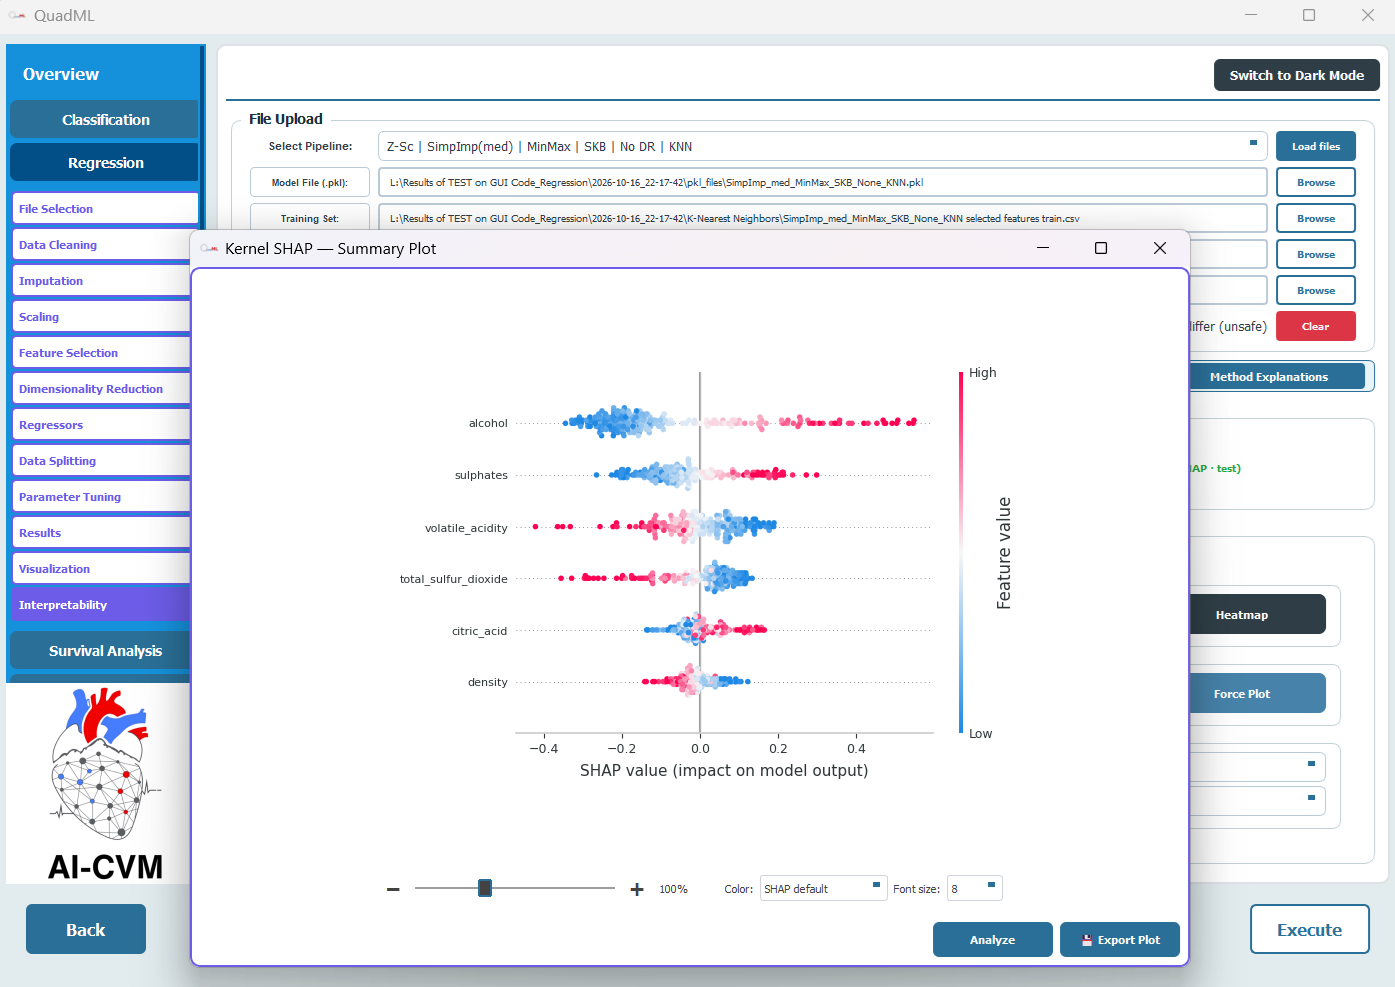 QuadML
Overview
Classification
Regression
File Selection
Data Cleaning
Imputation
Scaling
Feature Selection
Dimensionality Reduction
Regressors
Data Splitting
Parameter Tuning
Results
Visualization
Interpretability
Survival Analysis
AI-CVM
Back
Switch to Dark Mode
File Upload
Select Pipeline:
Z-Sc | SimpImp(med) | MinMax | SKB | No DR | KNN
Load files
Model File (.pkl):
L:\Results of TEST on GUI Code_Regression\2026-10-16_22-17-42\pkl_files\SimpImp_med_MinMax_SKB_None_KNN.pkl
Browse
Training Set:
L:\Results of TEST on GUI Code_Regression\2026-10-16_22-17-42\K-Nearest Neighbors\SimpImp_med_MinMax_SKB_None_KNN selected features train.csv
Browse
Browse
Browse
differ (unsafe)
Clear
Method Explanations
AP · test)
Heatmap
Force Plot
Execute
Kernel SHAP — Summary Plot
High
alcohol
sulphates
volatile_acidity
total_sulfur_dioxide
citric_acid
density
Feature value
Low
−0.4 −0.2 0.0 0.2 0.4
SHAP value (impact on model output)
− + 100% Color: SHAP default Font size: 8
Analyze
Export Plot